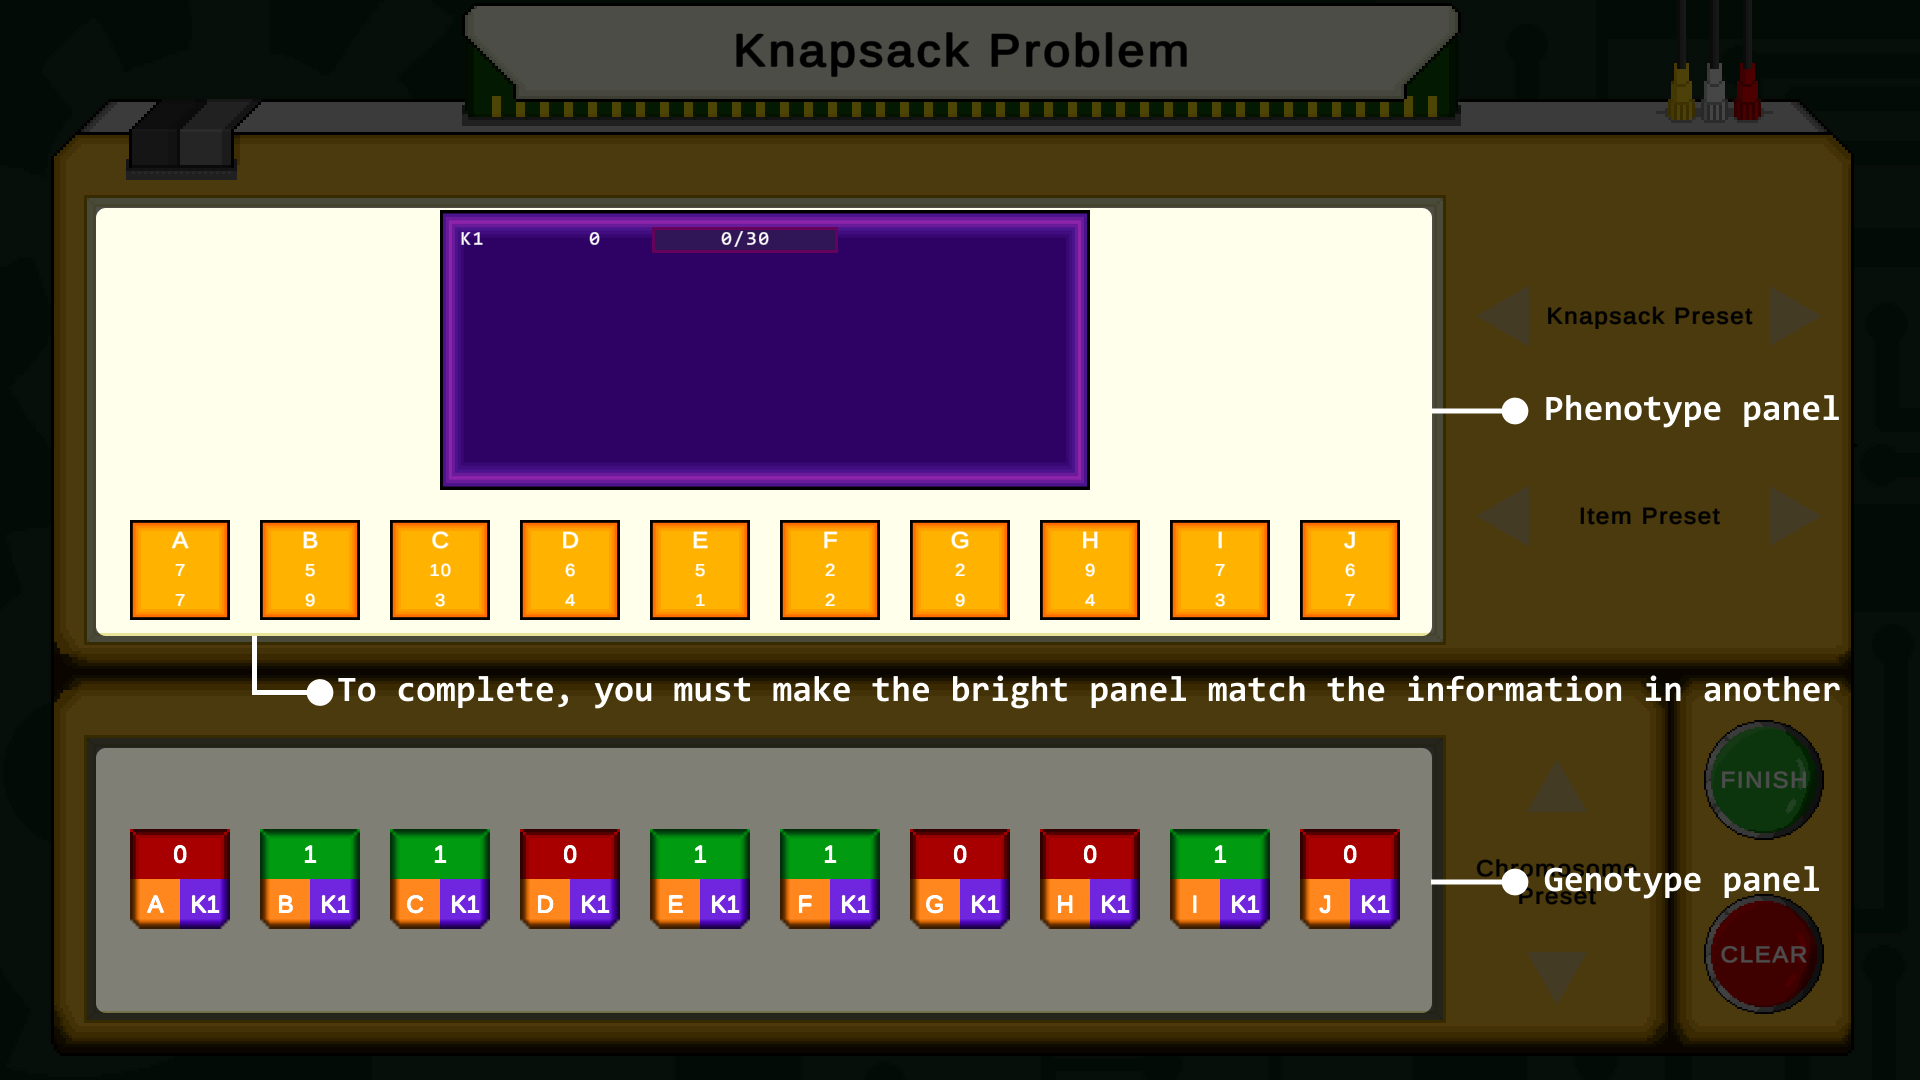 Knapsack Problem
K1 0 0/30
Knapsack Preset
Phenotype panel
Item Preset
A B C D E F G H I J
7 5 10 6 5 2 2 9 7 6
7 9 3 4 1 2 9 4 3 7
To complete, you must make the bright panel match the information in another
FINISH
0 1 1 0 1 1 0 0 1 0
A K1 B K1 C K1 D K1 E K1 F K1 G K1 H K1 I K1 J K1
Chromosome
Preset
Genotype panel
CLEAR